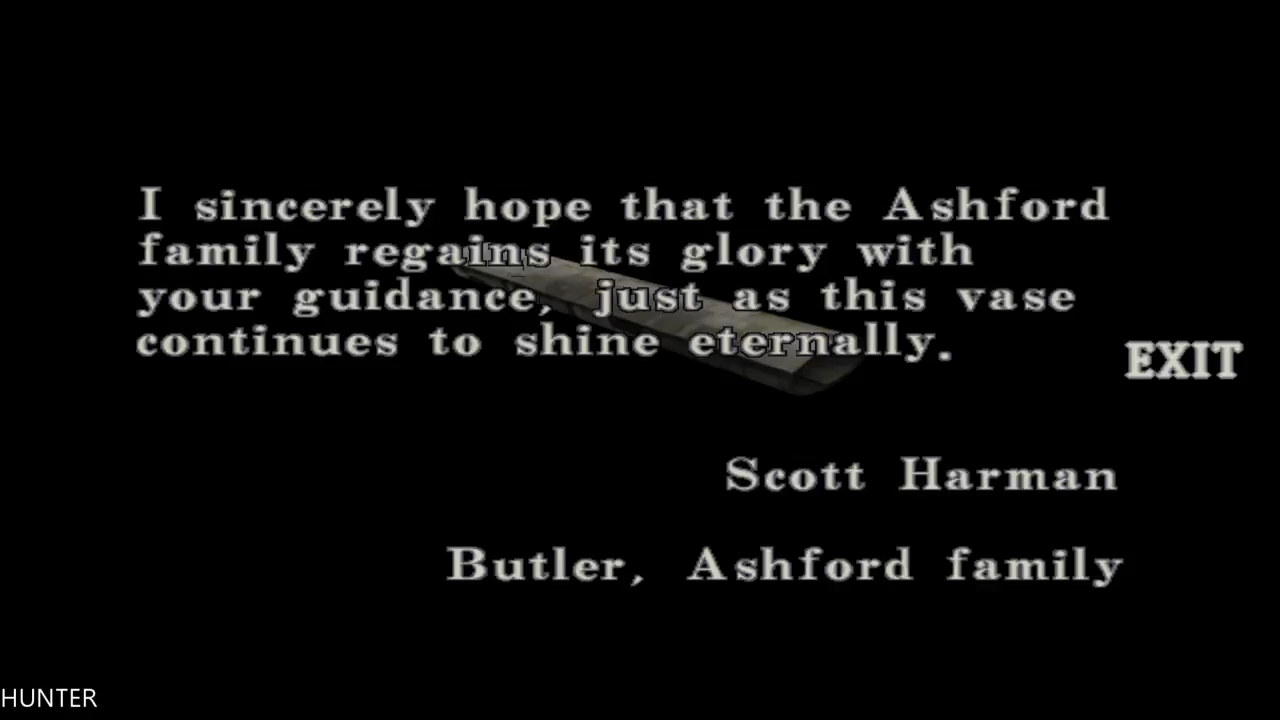 I sincerely hope that the Ashford
family regains its glory with
your guidance, just as this vase
continues to shine eternally.
EXIT
Scott Harman
Butler, Ashford family
HUNTER